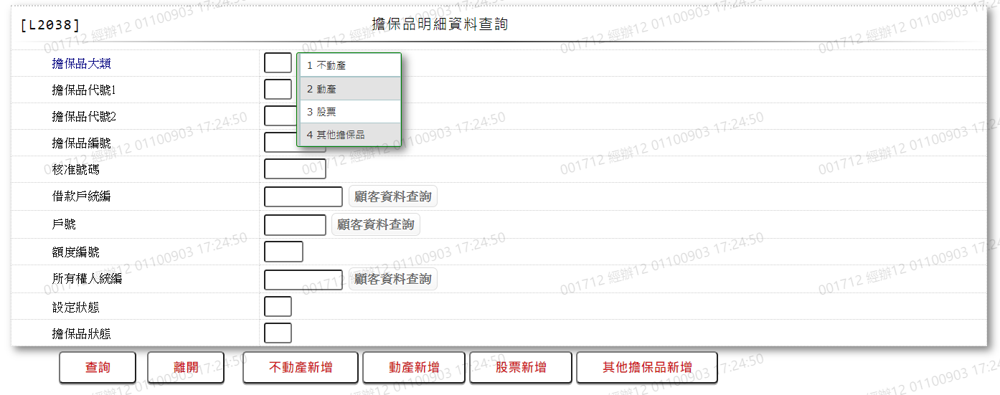 [L2038] 擔保品明細資料查詢
擔保品大類
1 不動產
2 動產
3 股票
4 其他擔保品
擔保品代號1
擔保品代號2
擔保品編號
核准號碼
借款戶統編 顧客資料查詢
戶號 顧客資料查詢
額度編號
所有權人統編 顧客資料查詢
設定狀態
擔保品狀態
查詢 離開 不動產新增 動產新增 股票新增 其他擔保品新增
001712 經辦12 01100903 17:24:50